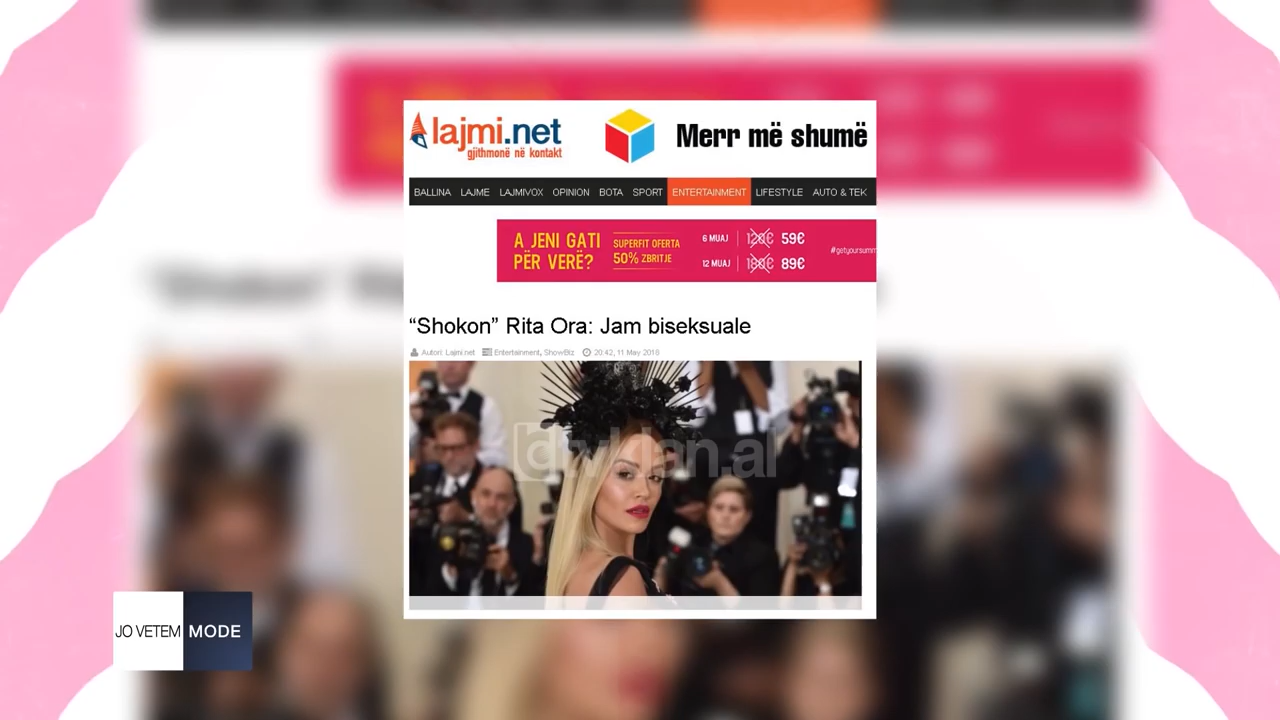 lajmi.net
gjithmonë në kontakt
Merr më shumë
BALLINA LAJME LAJMIVOX OPINION BOTA SPORT ENTERTAINMENT LIFESTYLE AUTO & TEK
A JENI GATI
PËR VERË?
SUPERFIT OFERTA
50% ZBRITJE
6 MUAJ 120€ 59€
12 MUAJ 180€ 89€
#getyoursumm
“Shokon” Rita Ora: Jam biseksuale
Autori: Lajmi.net Entertainment, ShowBiz 20:42, 11 May 2018
JO VETEM MODE